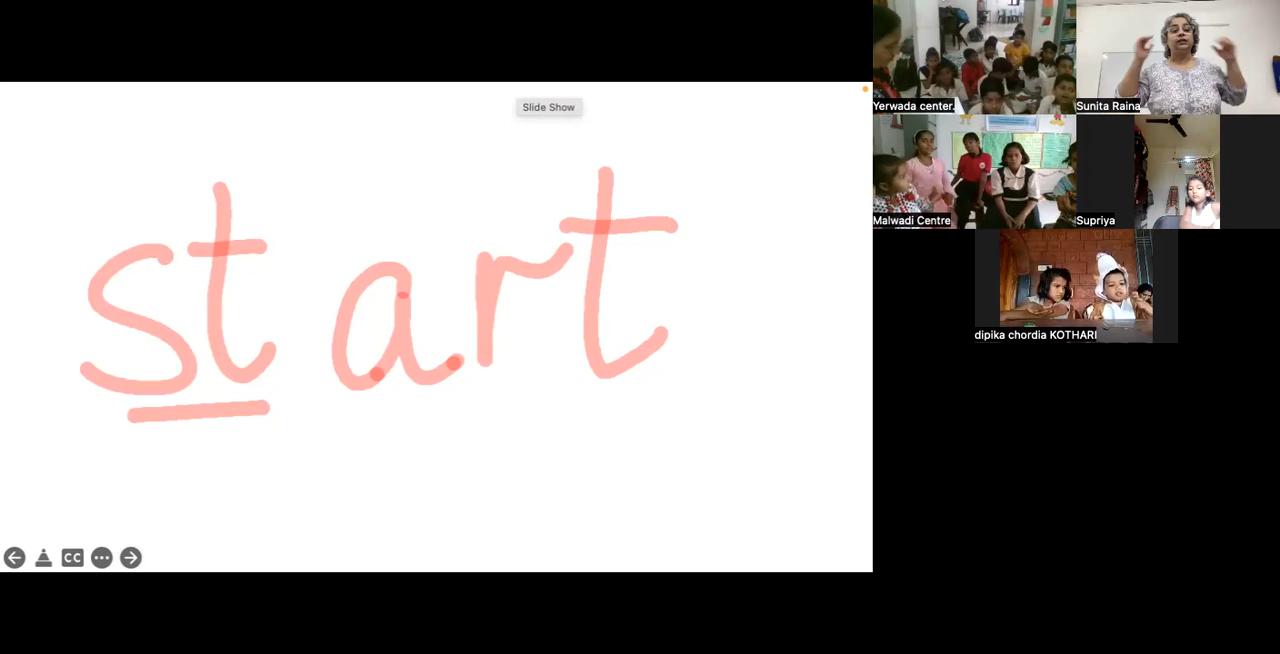 Slide Show
start
Yerwada center.
Sunita Raina
Malwadi Centre
Supriya
dipika chordia KOTHARI
CC